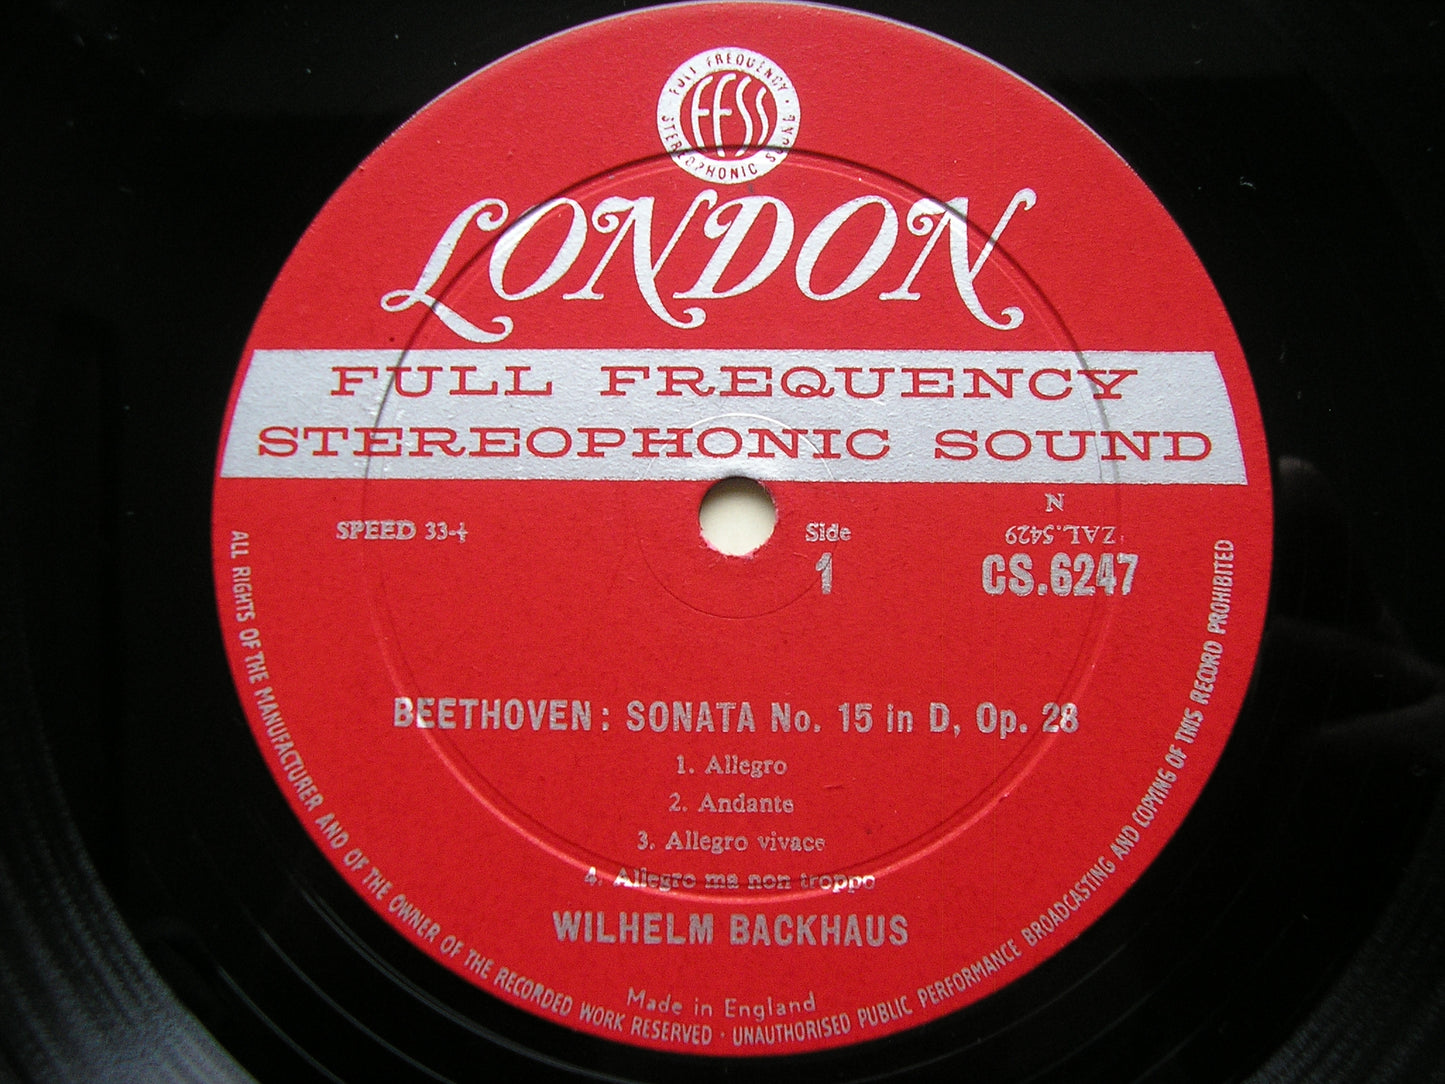 FULL FREQUENCY · STEREOPHONIC SOUND
FFSS
LONDON
FULL FREQUENCY
STEREOPHONIC SOUND
SPEED 33-⅓
Side
1
N
ZAL.5429
CS.6247
BEETHOVEN: SONATA No. 15 in D, Op. 28
1. Allegro
2. Andante
3. Allegro vivace
4. Allegro ma non troppo
WILHELM BACKHAUS
Made in England
ALL RIGHTS OF THE MANUFACTURER AND OF THE OWNER OF THE RECORDED WORK RESERVED · UNAUTHORISED PUBLIC PERFORMANCE BROADCASTING AND COPYING OF THIS RECORD PROHIBITED